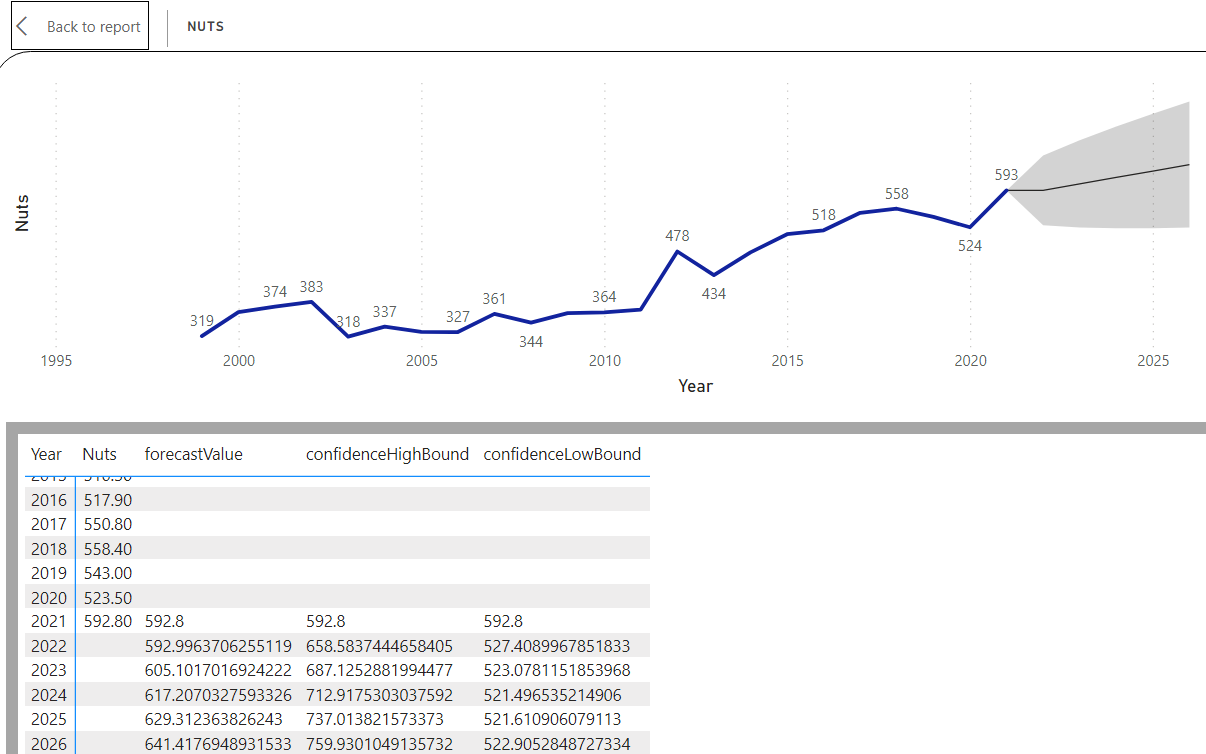 Back to report NUTS
Nuts
593
558
518
478
524
434
374 383
364
361
337
319 318 327
344
1995 2000 2005 2010 2015 2020 2025
Year
Year Nuts forecastValue confidenceHighBound confidenceLowBound
2016 517.90
2017 550.80
2018 558.40
2019 543.00
2020 523.50
2021 592.80 592.8 592.8 592.8
2022 592.9963706255119 658.5837444658405 527.4089967851833
2023 605.1017016924222 687.1252881994477 523.0781151853968
2024 617.2070327593326 712.9175303037592 521.496535214906
2025 629.312363826243 737.013821573373 521.610906079113
2026 641.4176948931533 759.9301049135732 522.9052848727334